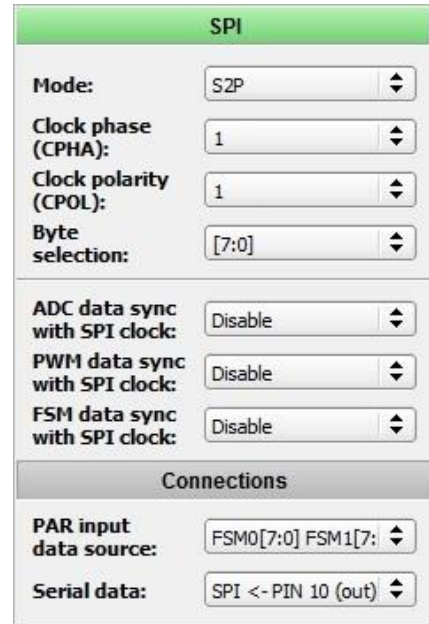 SPI
Mode: S2P
Clock phase
(CPHA): 1
Clock polarity
(CPOL): 1
Byte
selection: [7:0]
ADC data sync
with SPI clock: Disable
PWM data sync
with SPI clock: Disable
FSM data sync
with SPI clock: Disable
Connections
PAR input
data source: FSM0[7:0] FSM1[7:
Serial data: SPI <- PIN 10 (out)